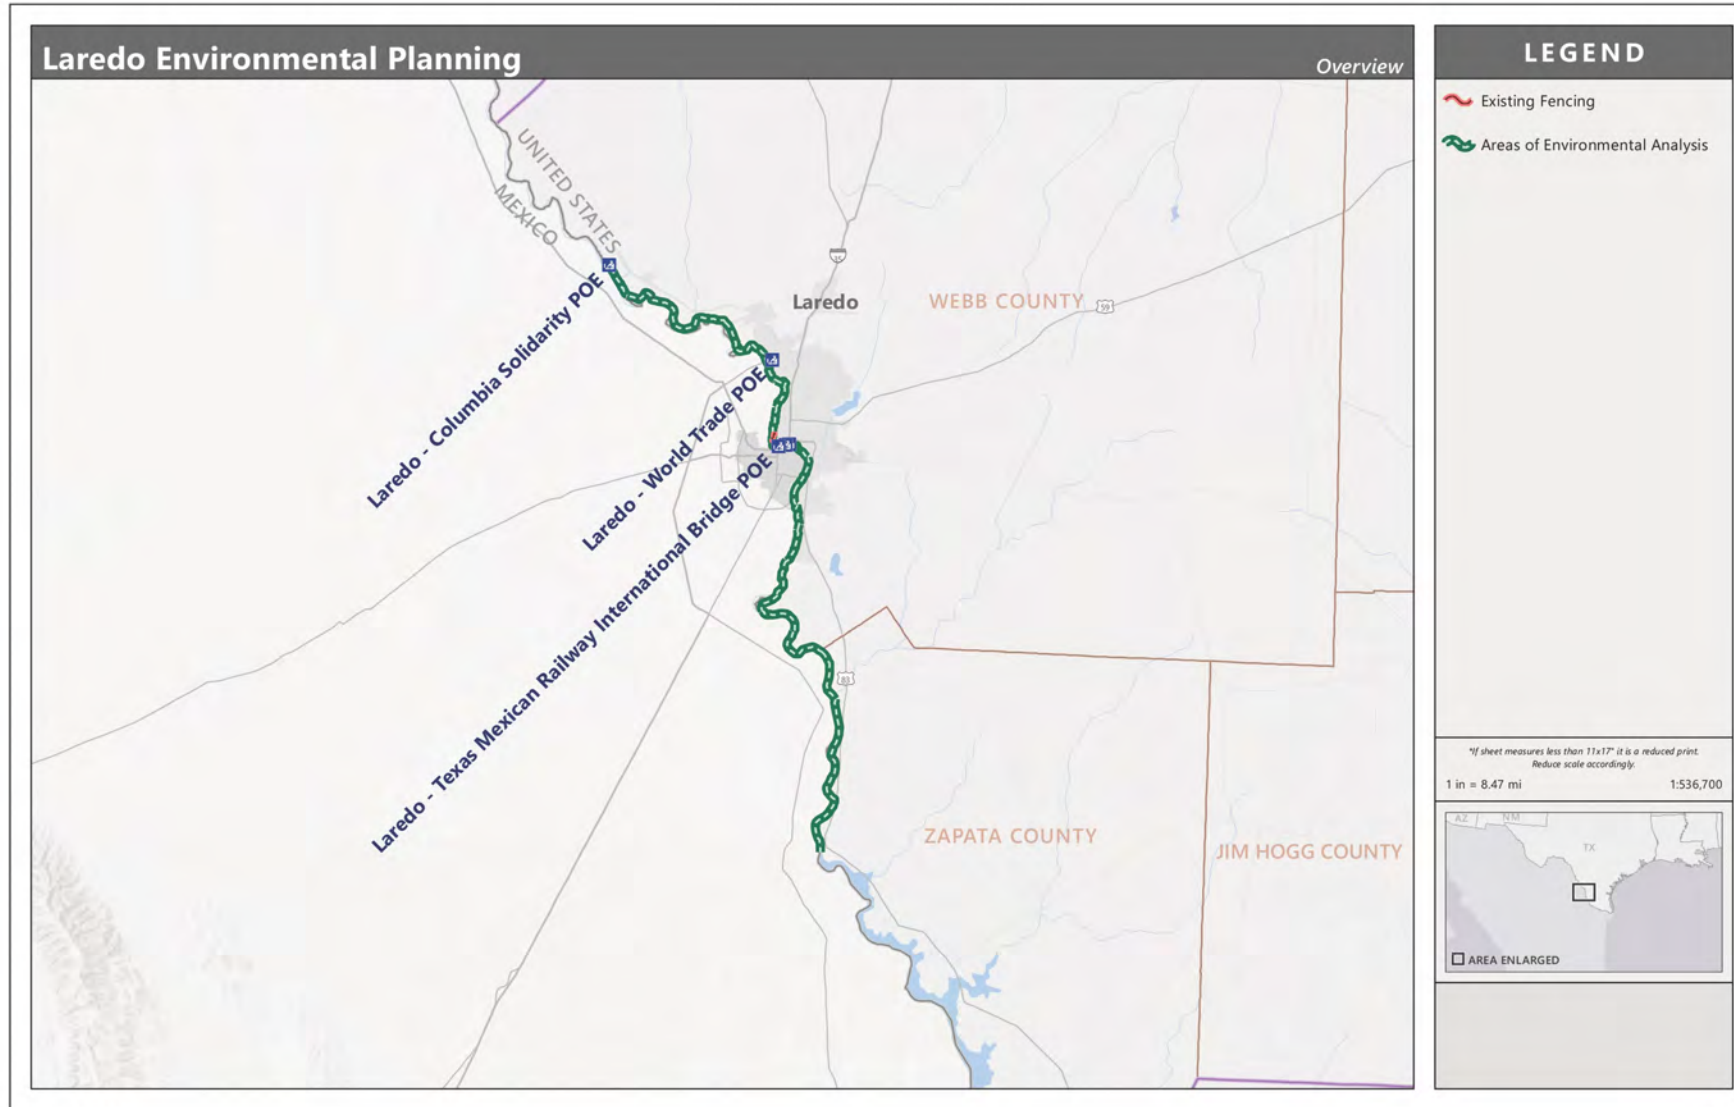 Laredo Environmental Planning
Overview
UNITED STATES
MEXICO
Laredo - Columbia Solidarity POE
Laredo - World Trade POE
Laredo - Texas Mexican Railway International Bridge POE
Laredo
35
WEBB COUNTY
59
83
ZAPATA COUNTY
JIM HOGG COUNTY
LEGEND
Existing Fencing
Areas of Environmental Analysis
*If sheet measures less than 11x17" it is a reduced print.
Reduce scale accordingly.
1 in = 8.47 mi
1:536,700
AZ
NM
TX
AREA ENLARGED